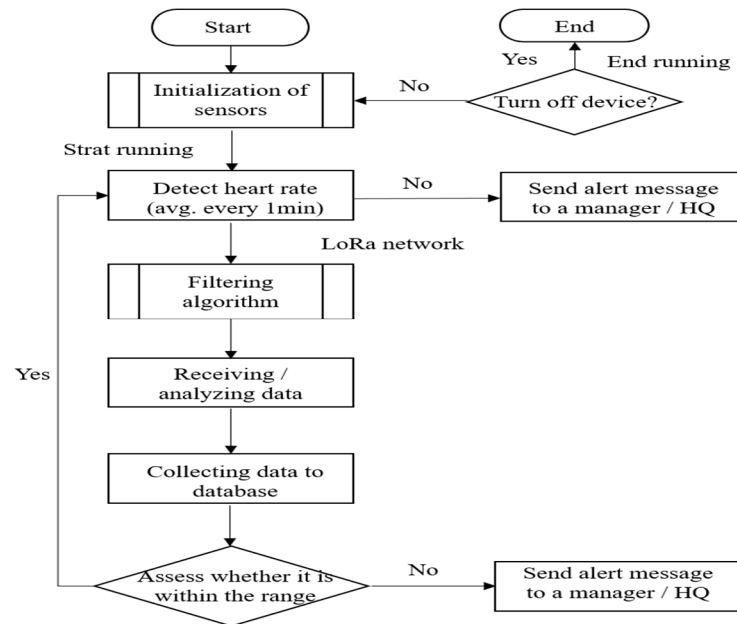 Start
End
Yes
End running
Initialization of
sensors
No
Turn off device?
Strat running
Detect heart rate
(avg. every 1min)
No
Send alert message
to a manager / HQ
LoRa network
Filtering
algorithm
Yes
Receiving /
analyzing data
Collecting data to
database
Assess whether it is
within the range
No
Send alert message
to a manager / HQ